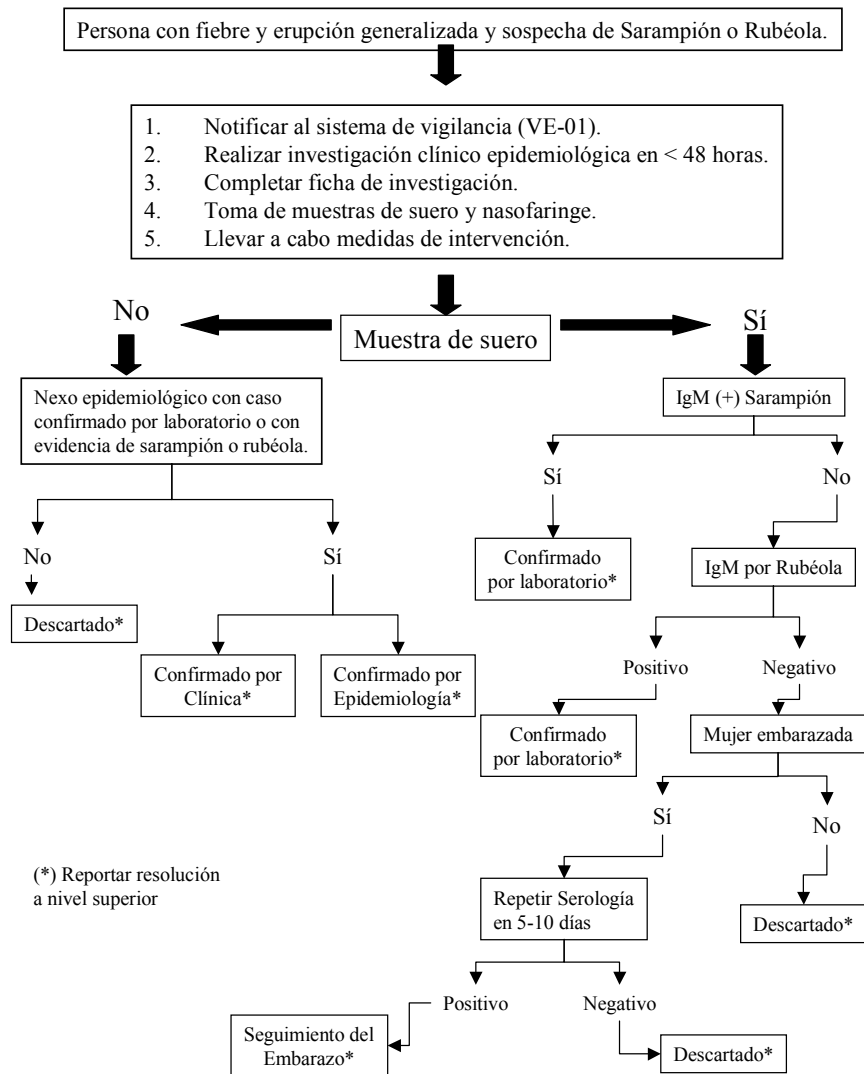 Persona con fiebre y erupción generalizada y sospecha de Sarampión o Rubéola.
1. Notificar al sistema de vigilancia (VE-01).
2. Realizar investigación clínico epidemiológica en < 48 horas.
3. Completar ficha de investigación.
4 Toma de muestras de suero y nasofaringe.
5. Llevar a cabo medidas de intervención.
No
Muestra de suero
Sí
Nexo epidemiológico con caso
confirmado por laboratorio o con
evidencia de sarampión o rubéola.
IgM (+) Sarampión
No
Sí
Sí
No
Descartado*
Confirmado por
Clínica*
Confirmado por
Epidemiología*
Confirmado
por laboratorio*
IgM por Rubéola
Positivo
Negativo
Confirmado
por laboratorio*
Mujer embarazada
Sí
No
(*) Reportar resolución
a nivel superior
Repetir Serología
en 5-10 días
Descartado*
Positivo
Negativo
Seguimiento del
Embarazo*
Descartado*